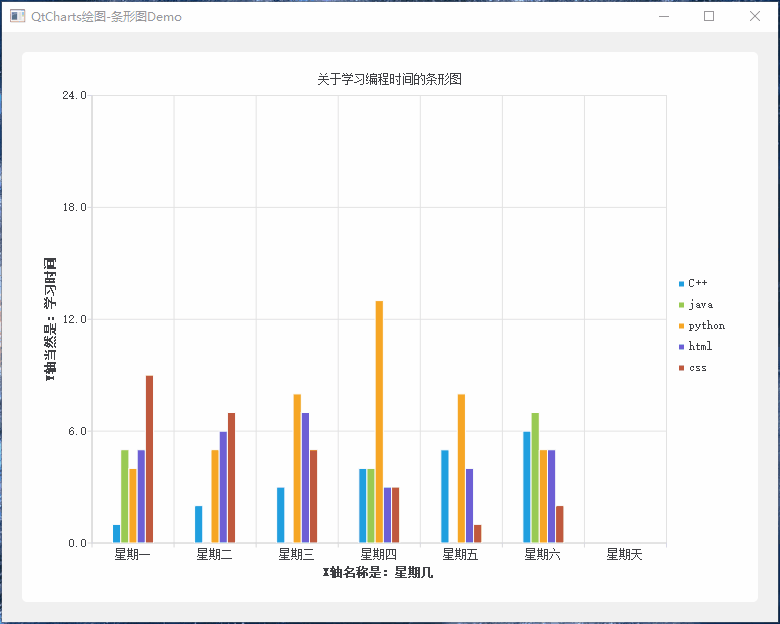 QtCharts绘图-条形图Demo
关于学习编程时间的条形图
24.0
18.0
12.0
6.0
0.0
Y轴当然是：学习时间
星期一 星期二 星期三 星期四 星期五 星期六 星期天
X轴名称是：星期几
C++
java
python
html
css